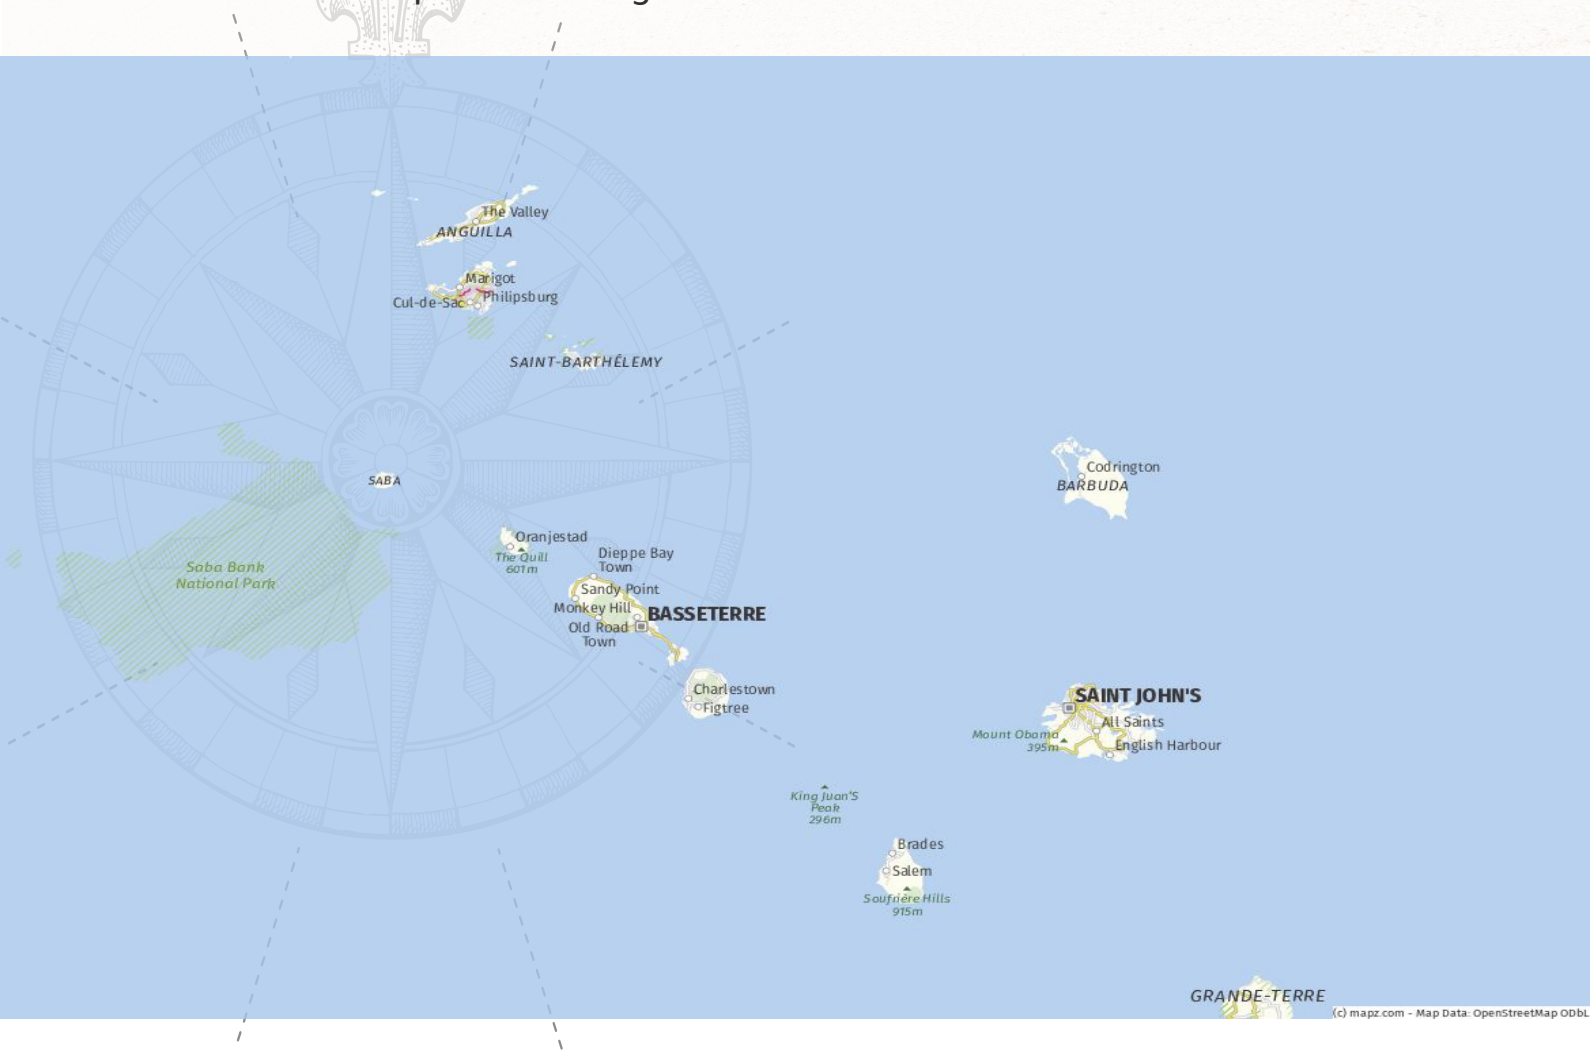 The Valley
ANGUILLA
Marigot
Cul-de-Sac
Philipsburg
SAINT-BARTHÉLEMY
Codrington
BARBUDA
SABA
Oranjestad
The Quill
601m
Dieppe Bay
Town
Saba Bank
National Park
Sandy Point
Monkey Hill
BASSETERRE
Old Road
Town
Charlestown
Figtree
SAINT JOHN'S
All Saints
Mount Obama
395m
English Harbour
King Juan'S
Peak
296m
Brades
Salem
Soufrière Hills
915m
GRANDE-TERRE
(c) mapz.com - Map Data: OpenStreetMap ODbL